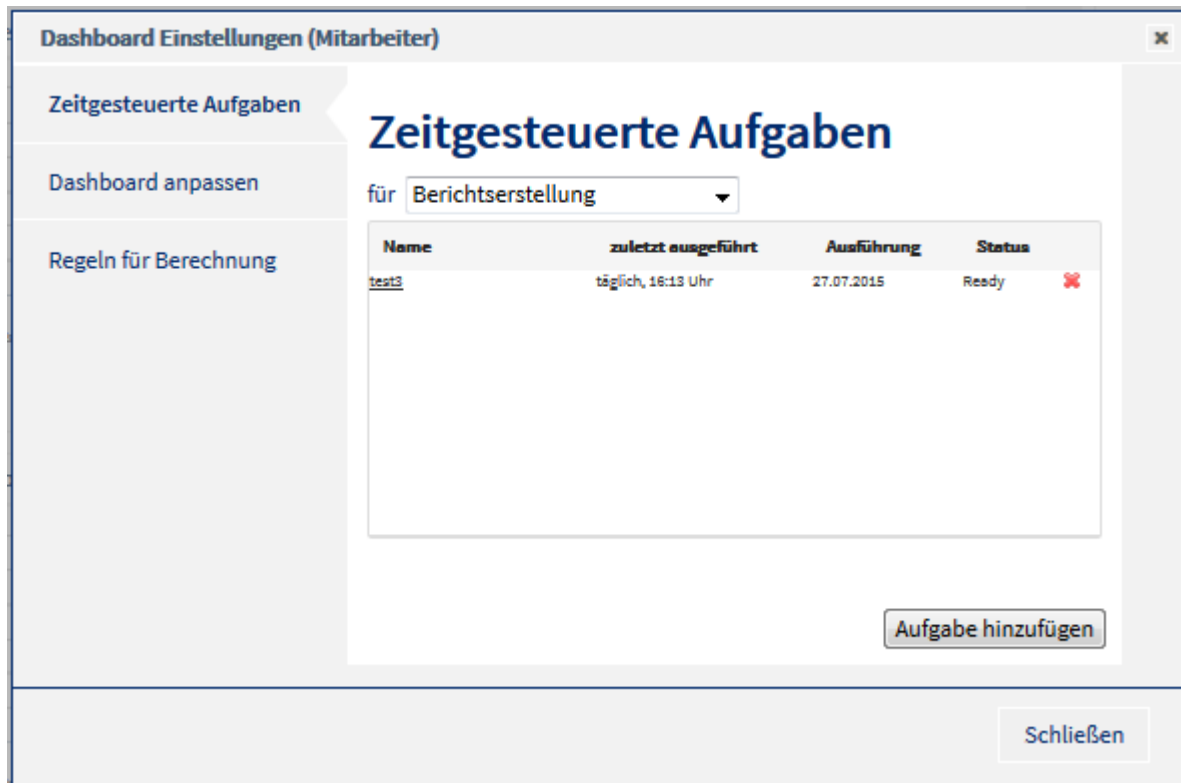 Dashboard Einstellungen (Mitarbeiter)
Zeitgesteuerte Aufgaben
Dashboard anpassen
Regeln für Berechnung
Zeitgesteuerte Aufgaben
für Berichtserstellung
Name zuletzt ausgeführt Ausführung Status
test3 täglich, 16:13 Uhr 27.07.2015 Ready
Aufgabe hinzufügen
Schließen